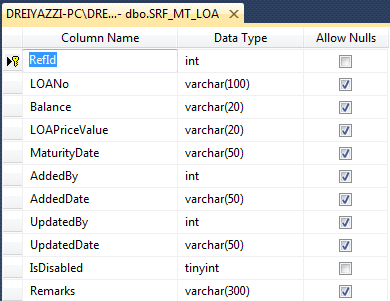 DREIYAZZI-PC\DRE...- dbo.SRF_MT_LOA
Column Name Data Type Allow Nulls
RefId int
LOANo varchar(100)
Balance varchar(20)
LOAPriceValue varchar(20)
MaturityDate varchar(50)
AddedBy int
AddedDate varchar(50)
UpdatedBy int
UpdatedDate varchar(50)
IsDisabled tinyint
Remarks varchar(300)